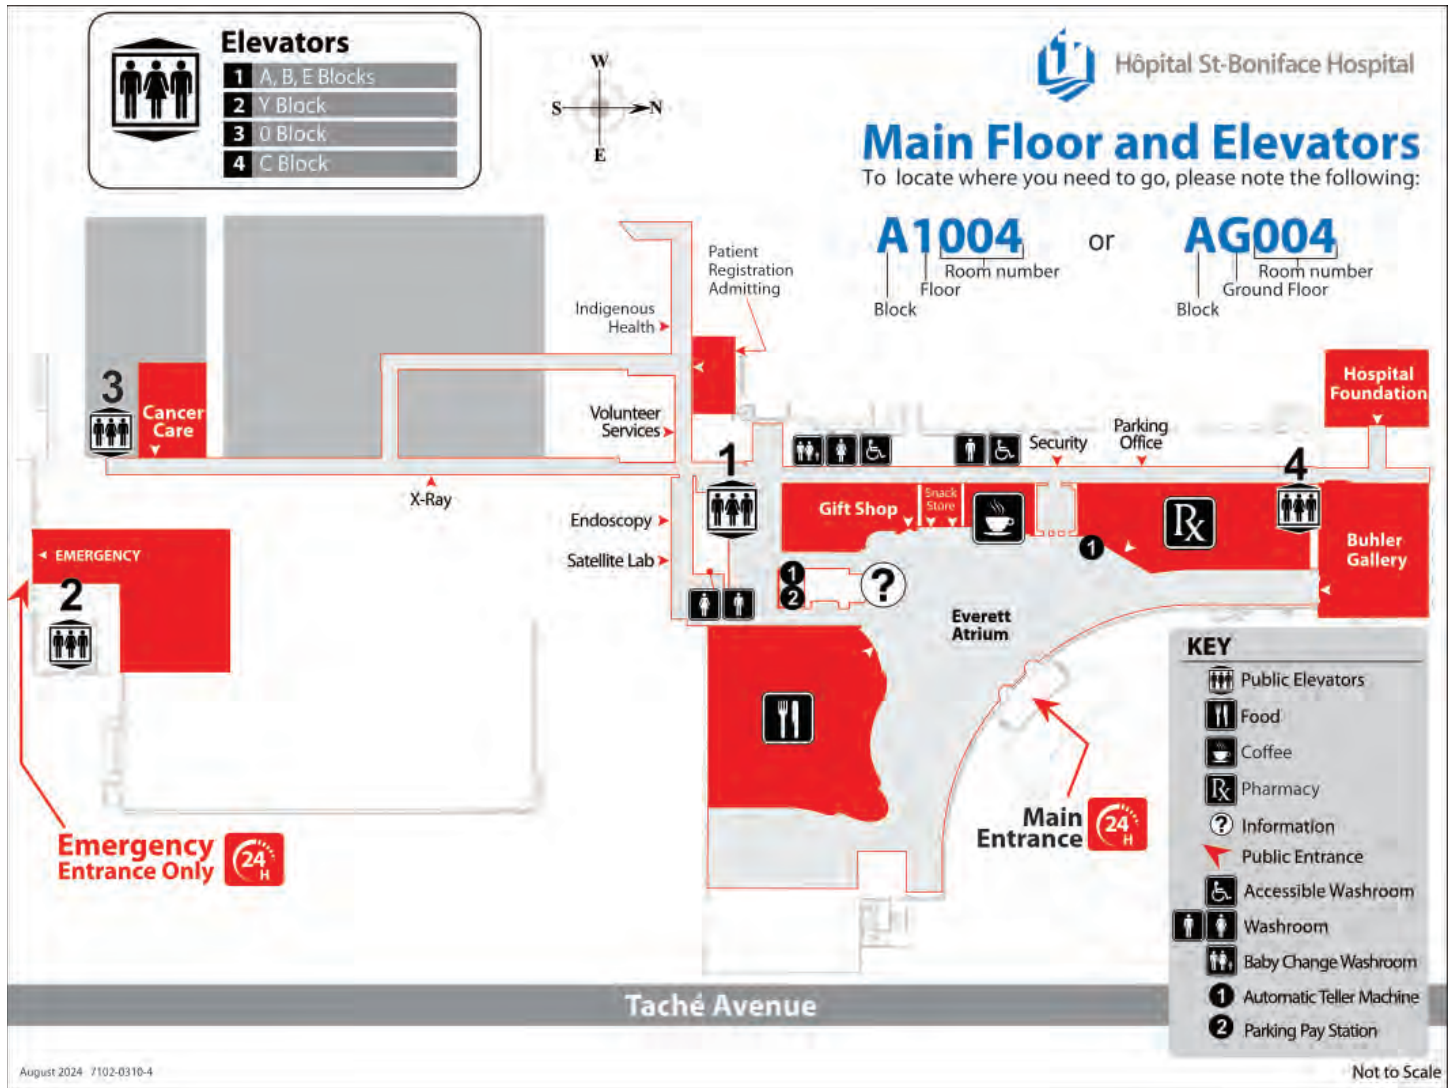 Elevators
1 A, B, E Blocks
2 Y Block
3 0 Block
4 C Block
W
S N
E
Hôpital St-Boniface Hospital
Main Floor and Elevators
To locate where you need to go, please note the following:
A1004 or AG004
Room number
Floor
Block
Room number
Ground Floor
Block
Patient
Registration
Admitting
Indigenous
Health
Volunteer
Services
3
Cancer
Care
X-Ray
1
Endoscopy
Satellite Lab
Gift Shop
Snack
Store
Security
Parking
Office
4
Hospital
Foundation
Rx
Buhler
Gallery
1
1
2
?
Everett
Atrium
EMERGENCY
2
Emergency
Entrance Only
24
H
Main
Entrance
24
H
KEY
Public Elevators
Food
Coffee
Rx Pharmacy
? Information
Public Entrance
Accessible Washroom
Washroom
Baby Change Washroom
1 Automatic Teller Machine
2 Parking Pay Station
Taché Avenue
August 2024 7102-0310-4
Not to Scale